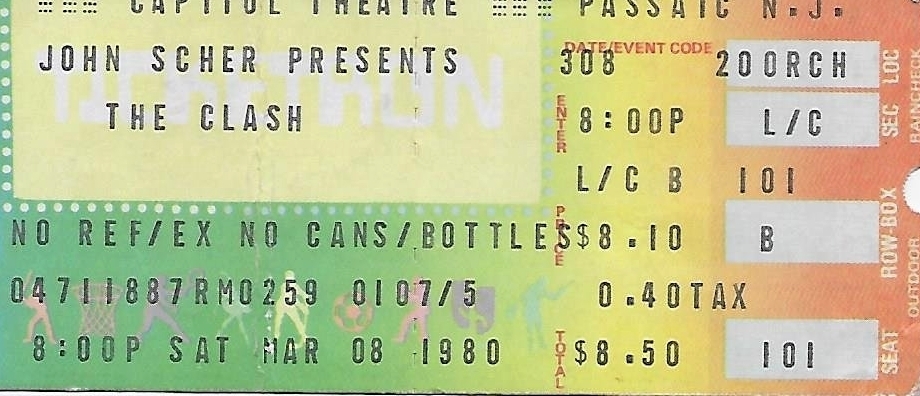 ::: CAPITOL THEATRE ::: PASSAIC N.J.
DATE/EVENT CODE
JOHN SCHER PRESENTS 308 20ORCH LOC
TICKETRON
THE CLASH ENTER 8:00P L/C SEC
L/C B 101
NO REF/EX NO CANS/BOTTLES PRICE $8.10 B ROW-BOX
04711887RM0259 0107/5 0.40TAX
8:00P SAT MAR 08 1980 TOTAL $8.50 101 SEAT
RAINCHECK
OUTDOOR